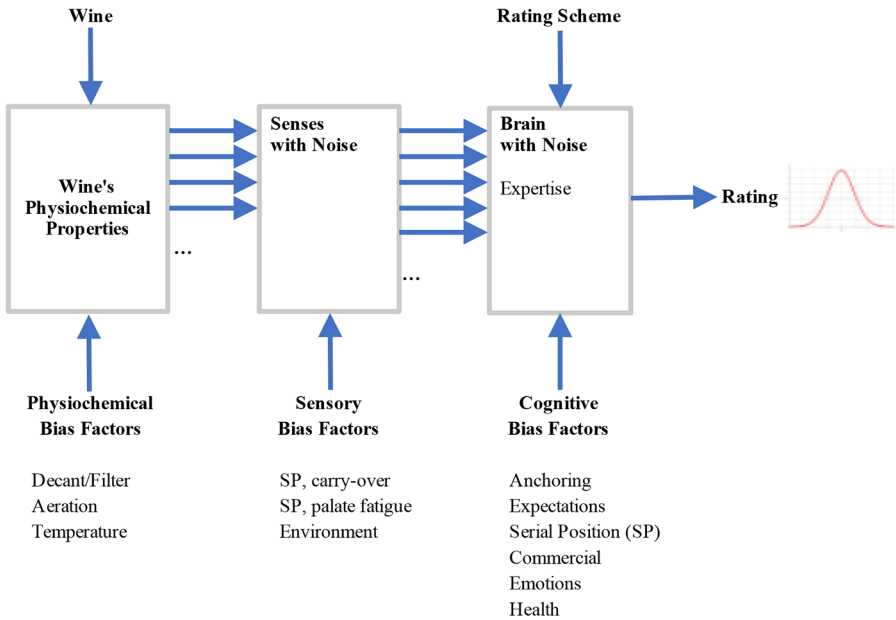 Wine
Rating Scheme
Wine's
Physiochemical
Properties
...
Senses
with Noise
...
Brain
with Noise
Expertise
Rating
Physiochemical
Bias Factors
Decant/Filter
Aeration
Temperature
Sensory
Bias Factors
SP, carry-over
SP, palate fatigue
Environment
Cognitive
Bias Factors
Anchoring
Expectations
Serial Position (SP)
Commercial
Emotions
Health